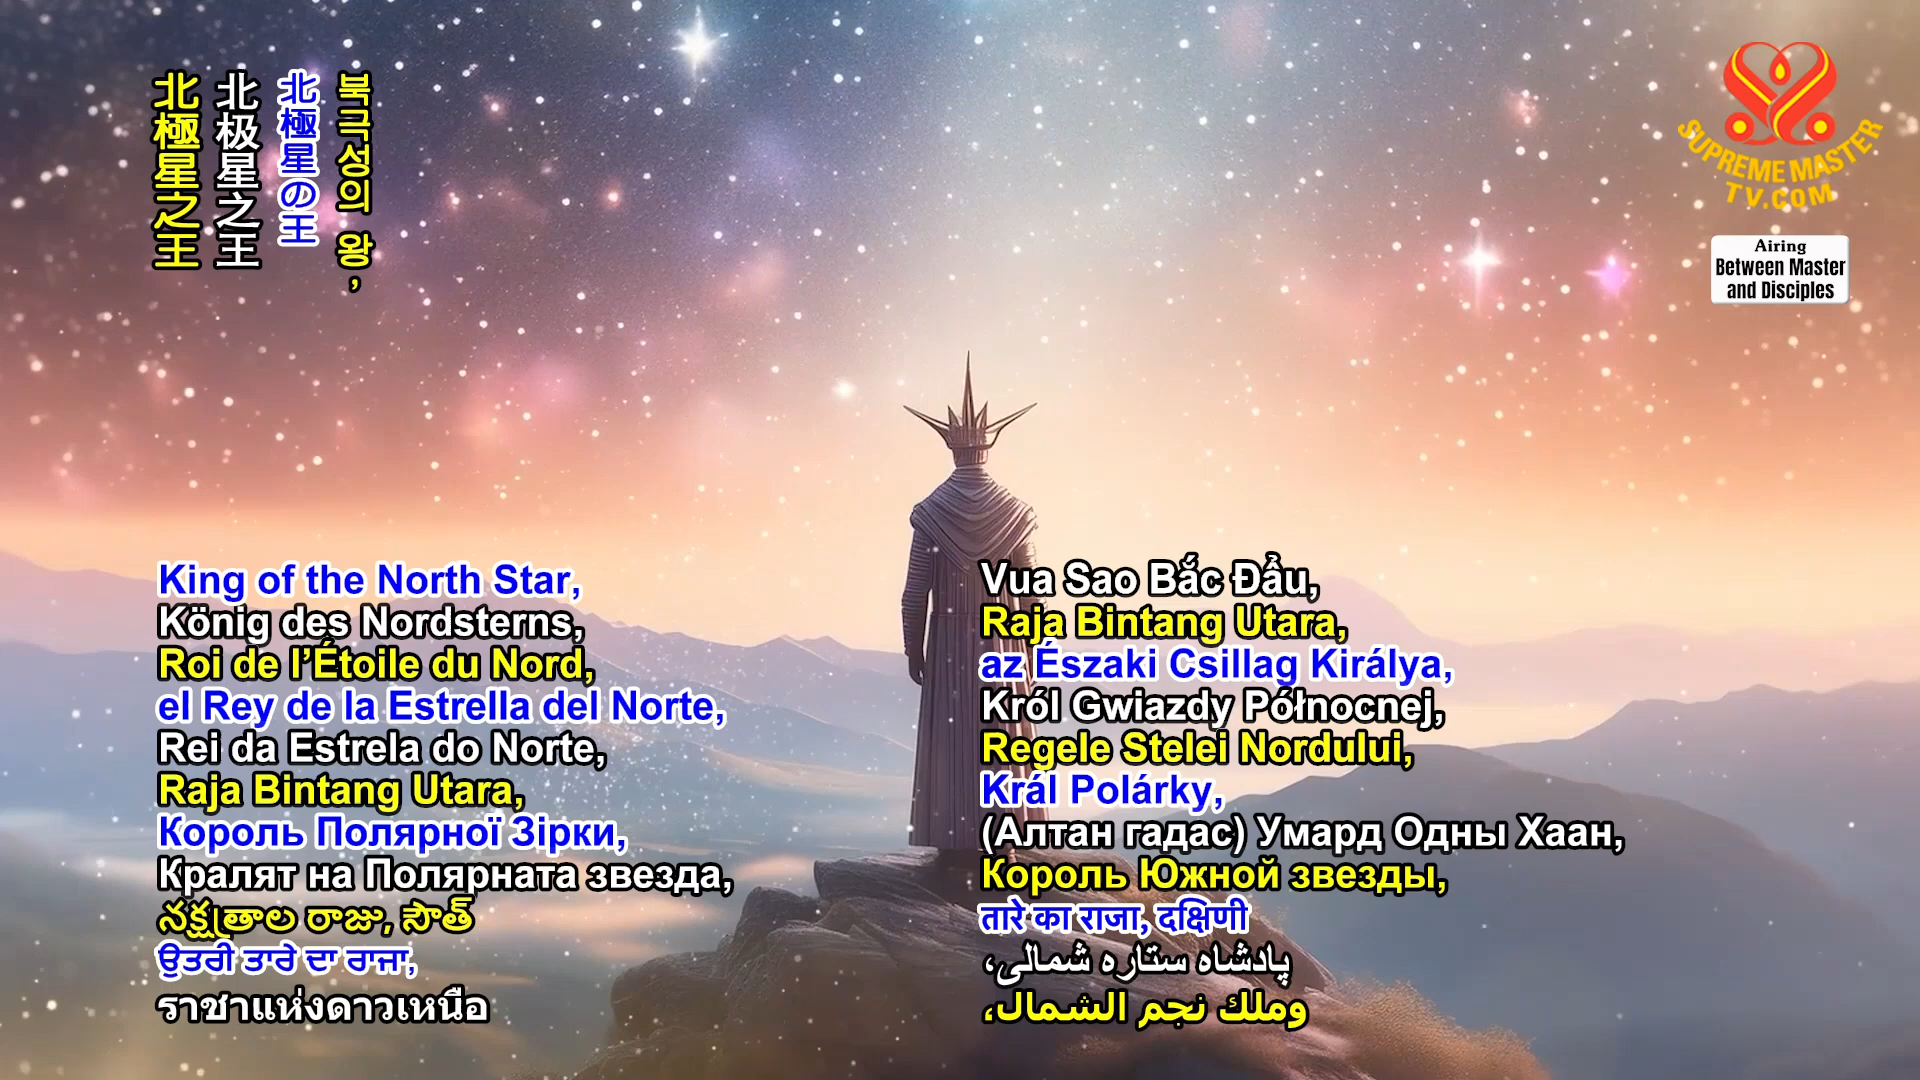 北極星之王
北极星之王
北極星の王
북극성의 왕,
SUPREME MASTER
TV.COM
Airing
Between Master
and Disciples
King of the North Star,
König des Nordsterns,
Roi de l’Étoile du Nord,
el Rey de la Estrella del Norte,
Rei da Estrela do Norte,
Raja Bintang Utara,
Король Полярної Зірки,
Кралят на Полярната звезда,
నక్షత్రాల రాజు, సౌత్
ਉਤਰੀ ਤਾਰੇ ਦਾ ਰਾਜਾ,
ราชาแห่งดาวเหนือ
Vua Sao Bắc Đẩu,
Raja Bintang Utara,
az Északi Csillag Királya,
Król Gwiazdy Północnej,
Regele Stelei Nordului,
Král Polárky,
(Алтан гадас) Умард Одны Хаан,
Король Южной звезды,
तारे का राजा, दक्षिणी
پادشاه ستاره شمالی،
وملك نجم الشمال،